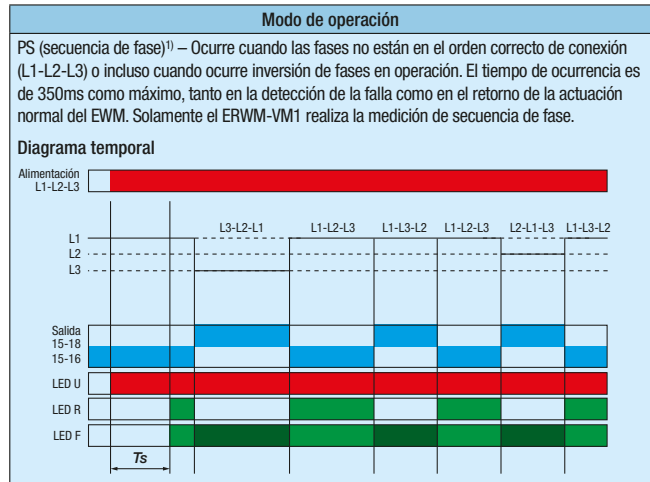 Modo de operación
PS (secuencia de fase)¹⁾ – Ocurre cuando las fases no están en el orden correcto de conexión
(L1-L2-L3) o incluso cuando ocurre inversión de fases en operación. El tiempo de ocurrencia es
de 350ms como máximo, tanto en la detección de la falla como en el retorno de la actuación
normal del EWM. Solamente el ERWM-VM1 realiza la medición de secuencia de fase.
Diagrama temporal
Alimentación
L1-L2-L3
L3-L2-L1 L1-L2-L3 L1-L3-L2 L1-L2-L3 L2-L1-L3 L1-L3-L2
L1
L2
L3
Salida
15-18
15-16
LED U
LED R
LED F
Ts